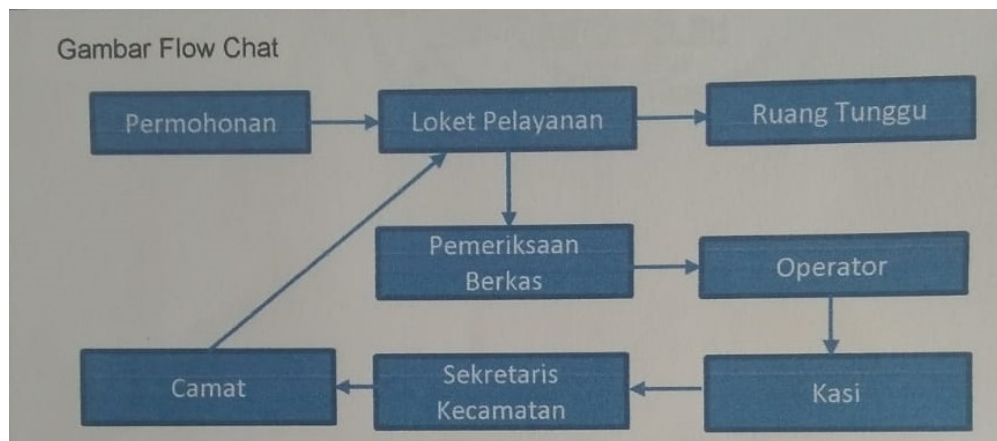 Gambar Flow Chat
Permohonan
Loket Pelayanan
Ruang Tunggu
Pemeriksaan
Berkas
Operator
Camat
Sekretaris
Kecamatan
Kasi